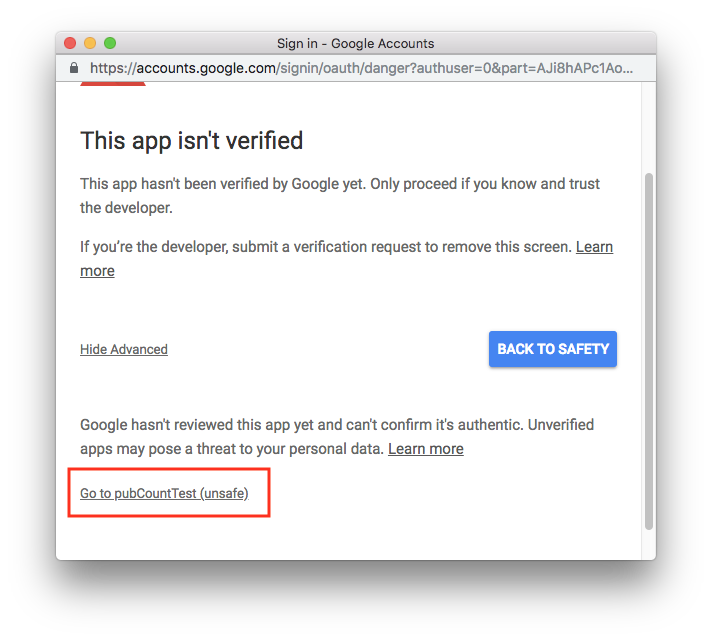 Sign in - Google Accounts
https://accounts.google.com/signin/oauth/danger?authuser=0&part=AJi8hAPc1Ao...
This app isn't verified
This app hasn't been verified by Google yet. Only proceed if you know and trust
the developer.
If you’re the developer, submit a verification request to remove this screen. Learn
more
Hide Advanced
BACK TO SAFETY
Google hasn't reviewed this app yet and can't confirm it's authentic. Unverified
apps may pose a threat to your personal data. Learn more
Go to pubCountTest (unsafe)